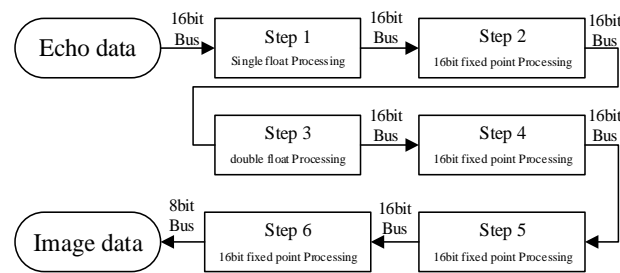 16bit
Bus
Echo data
Step 1
Single float Processing
16bit
Bus
Step 2
16bit fixed point Processing
16bit
Bus
Step 3
double float Processing
16bit
Bus
Step 4
16bit fixed point Processing
16bit
Bus
8bit
Bus
Image data
Step 6
16bit fixed point Processing
16bit
Bus
Step 5
16bit fixed point Processing